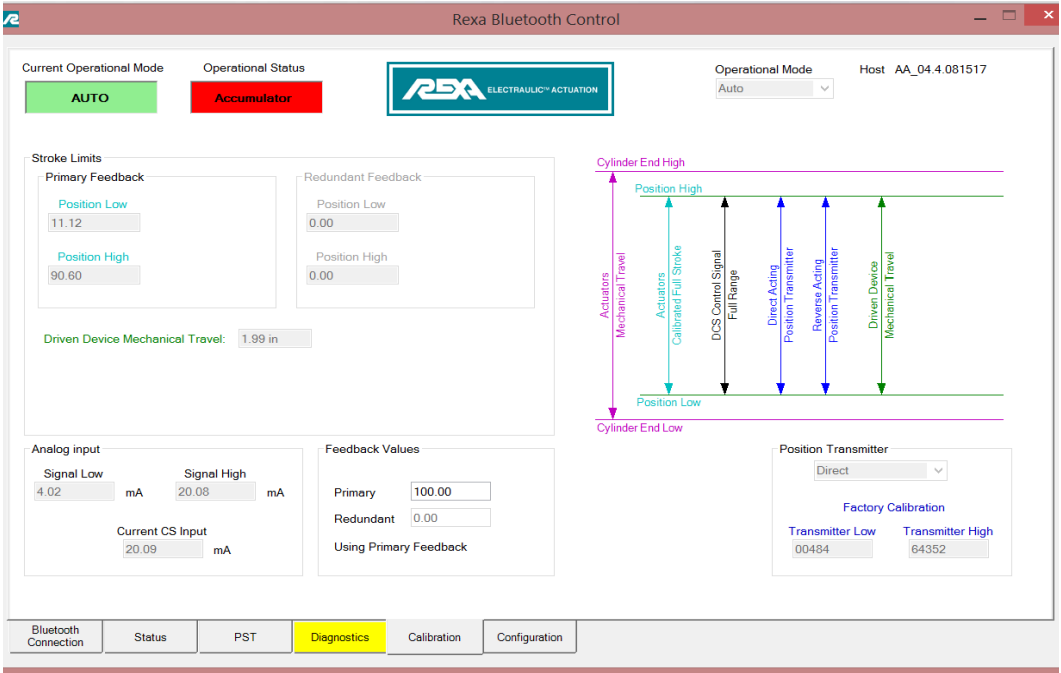 Rexa Bluetooth Control
Current Operational Mode
AUTO
Operational Status
Accumulator
REXA ELECTRAULIC™ ACTUATION
Operational Mode
Auto
Host AA_04.4.081517
Stroke Limits
Primary Feedback
Position Low
11.12
Position High
90.60
Redundant Feedback
Position Low
0.00
Position High
0.00
Driven Device Mechanical Travel: 1.99 in
Cylinder End High
Position High
Actuators
Mechanical Travel
Actuators
Calibrated Full Stroke
DCS Control Signal
Full Range
Direct Acting
Position Transmitter
Reverse Acting
Position Transmitter
Driven Device
Mechanical Travel
Position Low
Cylinder End Low
Analog input
Signal Low
4.02 mA
Signal High
20.08 mA
Current CS Input
20.09 mA
Feedback Values
Primary 100.00
Redundant 0.00
Using Primary Feedback
Position Transmitter
Direct
Factory Calibration
Transmitter Low
00484
Transmitter High
64352
Bluetooth
Connection
Status
PST
Diagnostics
Calibration
Configuration